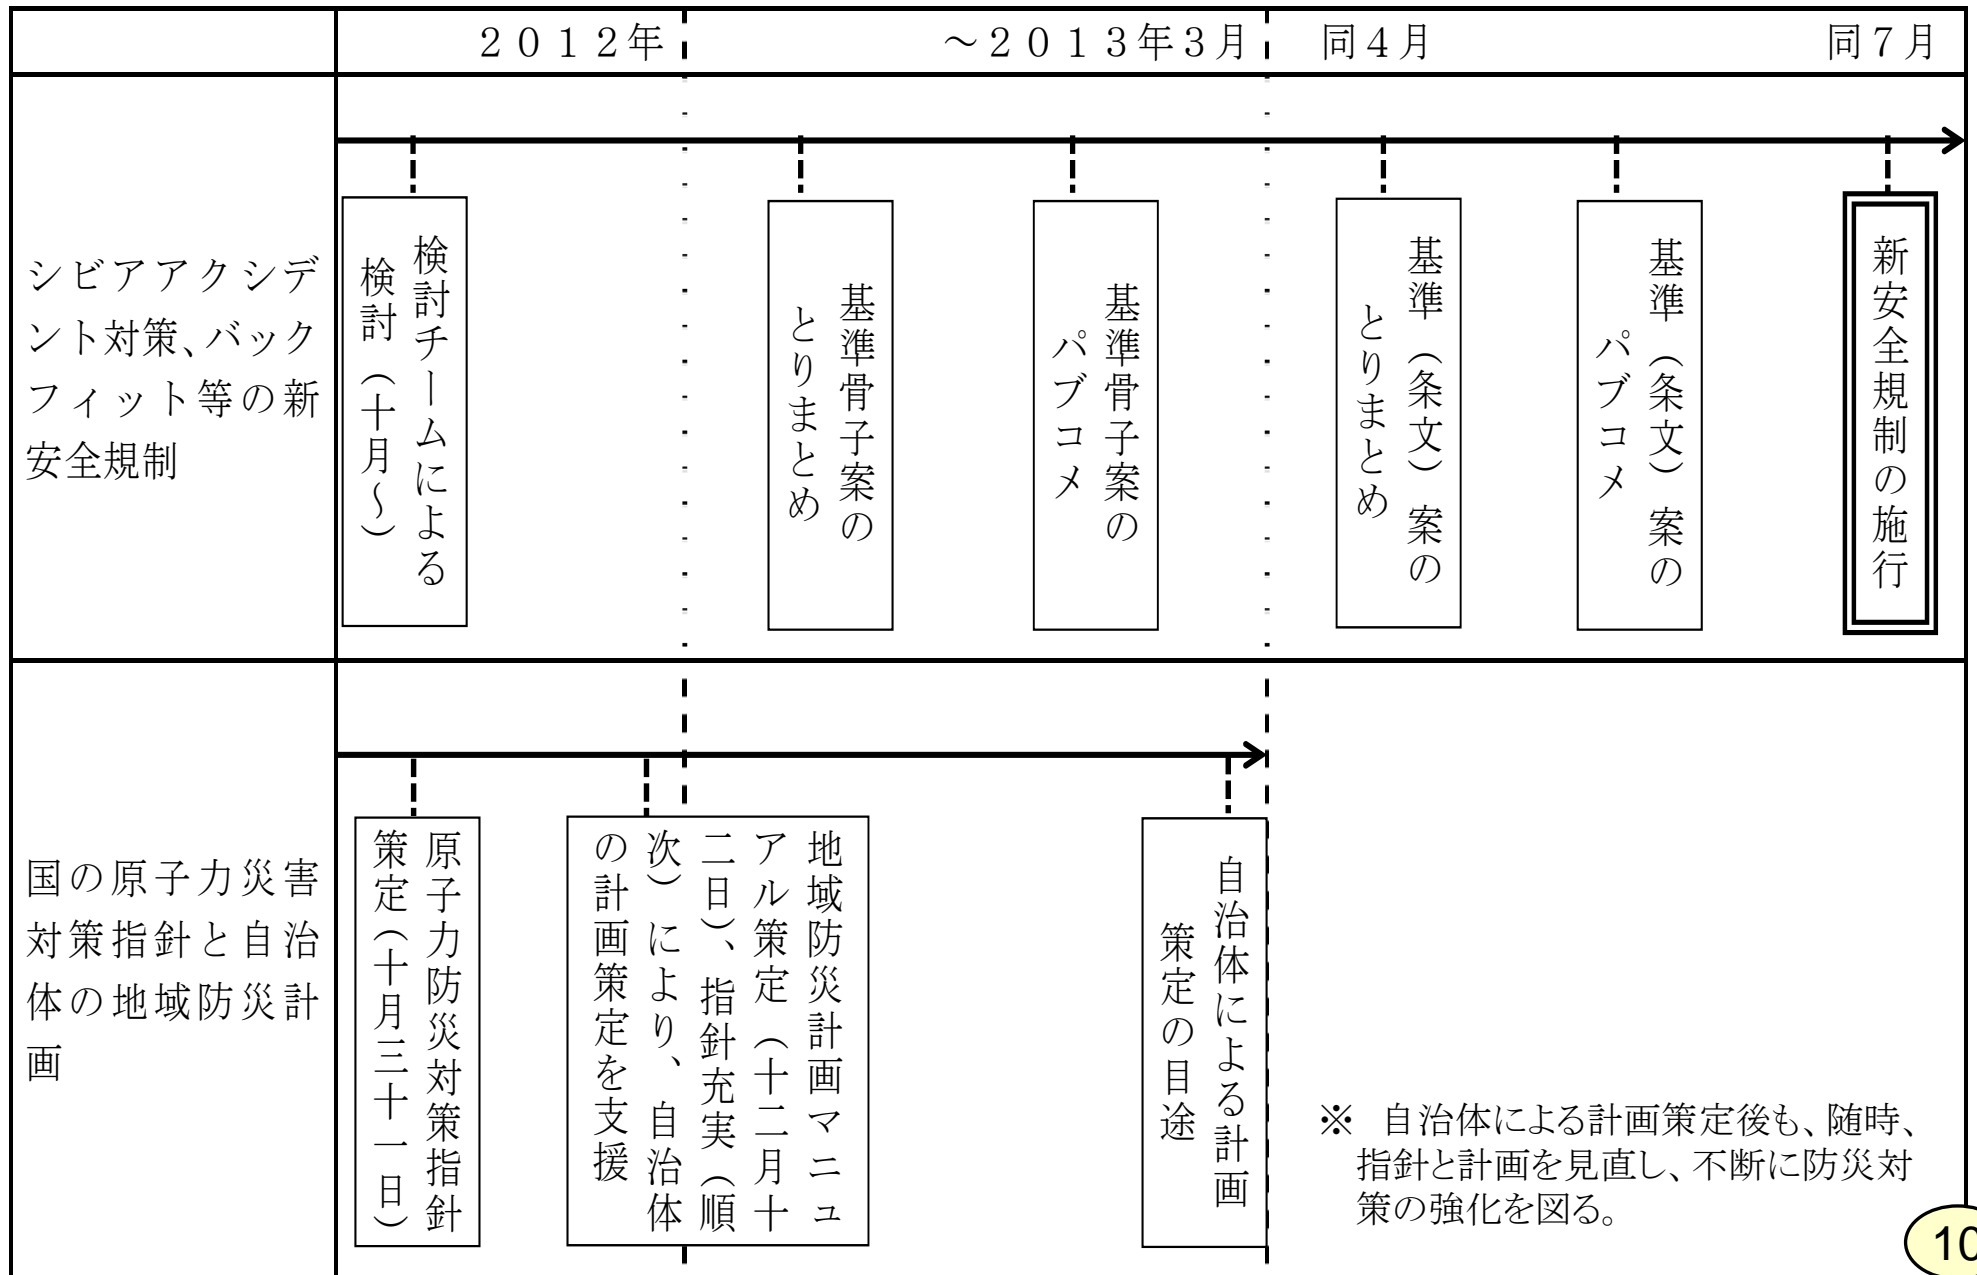 ２０１２年
～２０１３年３月
同４月
同７月
シビアアクシデ
ント対策、バック
フィット等の新
安全規制
検討チームによる
検討（十月～）
基準骨子案の
とりまとめ
基準骨子案の
パブコメ
基準（条文）案の
とりまとめ
基準（条文）案の
パブコメ
新安全規制の施行
国の原子力災害
対策指針と自治
体の地域防災計
画
原子力防災対策指針
策定（十月三十一日）
地域防災計画マニュ
アル策定（十二月十
二日）、指針充実（順
次）により、自治体
の計画策定を支援
自治体による計画
策定の目途
※　自治体による計画策定後も、随時、
指針と計画を見直し、不断に防災対
策の強化を図る。
10